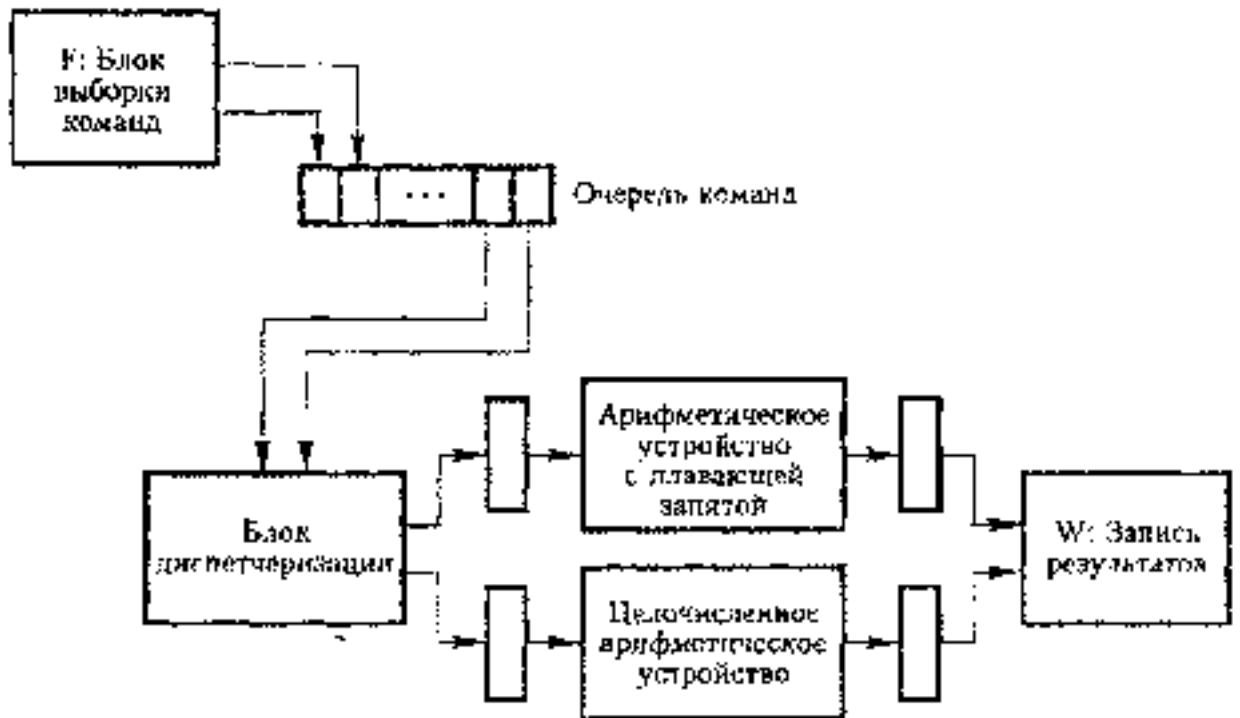 F: Блок
выборки
команд
...
Очередь команд
Арифметическое
устройство
с плавающей
запятой
Блок
диспетчеризации
W: Запись
результатов
Целочисленное
арифметическое
устройство